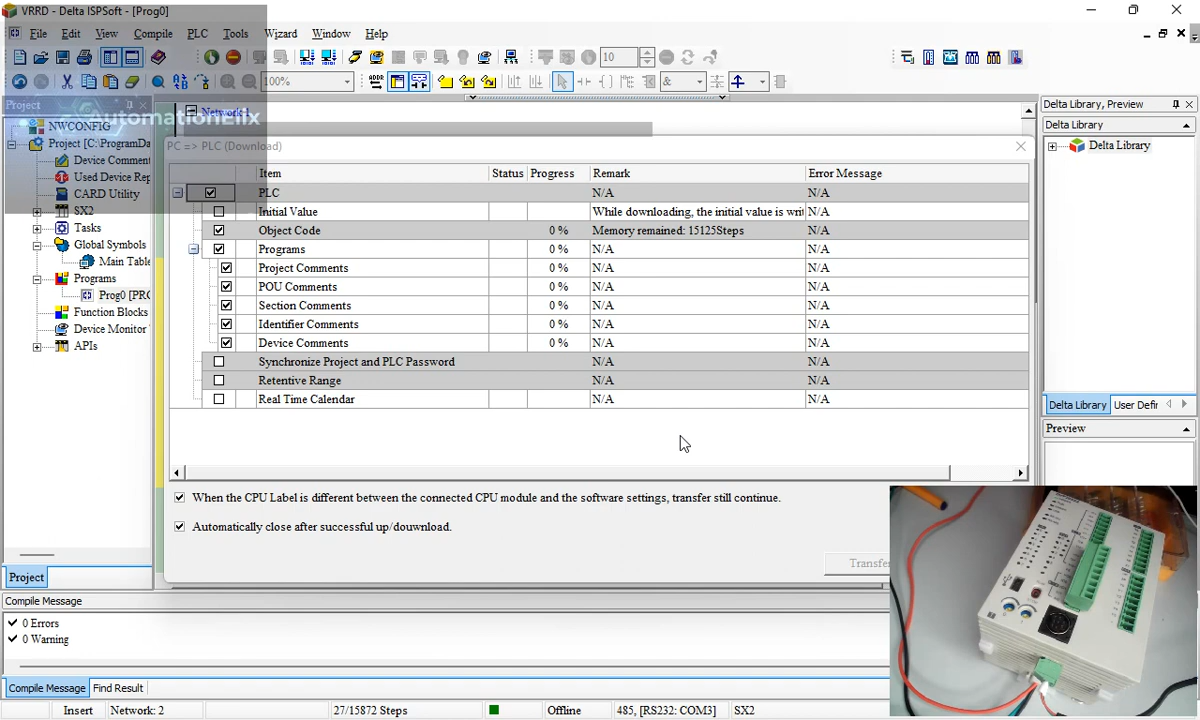 VRRD - Delta ISPSoft - [Prog0]
File Edit View Compile PLC Tools Wizard Window Help
10
100%
&
Project
AutomationElix
NWCONFIG
Project [C:\ProgramDa
Device Comment
Used Device Rep
CARD Utility
SX2
Tasks
Global Symbols
Main Table
Programs
Prog0 [PRG
Function Blocks
Device Monitor
APIs
Project
Network 1
PC => PLC (Download)
Item Status Progress Remark Error Message
PLC N/A N/A
Initial Value While downloading, the initial value is writ N/A
Object Code 0 % Memory remained: 15125Steps N/A
Programs 0 % N/A N/A
Project Comments 0 % N/A N/A
POU Comments 0 % N/A N/A
Section Comments 0 % N/A N/A
Identifier Comments 0 % N/A N/A
Device Comments 0 % N/A N/A
Synchronize Project and PLC Password N/A N/A
Retentive Range N/A N/A
Real Time Calendar N/A N/A
When the CPU Label is different between the connected CPU module and the software settings, transfer still continue.
Automatically close after successful up/douwnload.
Transfer
Delta Library, Preview
Delta Library
Delta Library
Delta Library User Defir
Preview
Compile Message
0 Errors
0 Warning
Compile Message Find Result
Insert Network: 2 27/15872 Steps Offline 485, [RS232: COM3] SX2